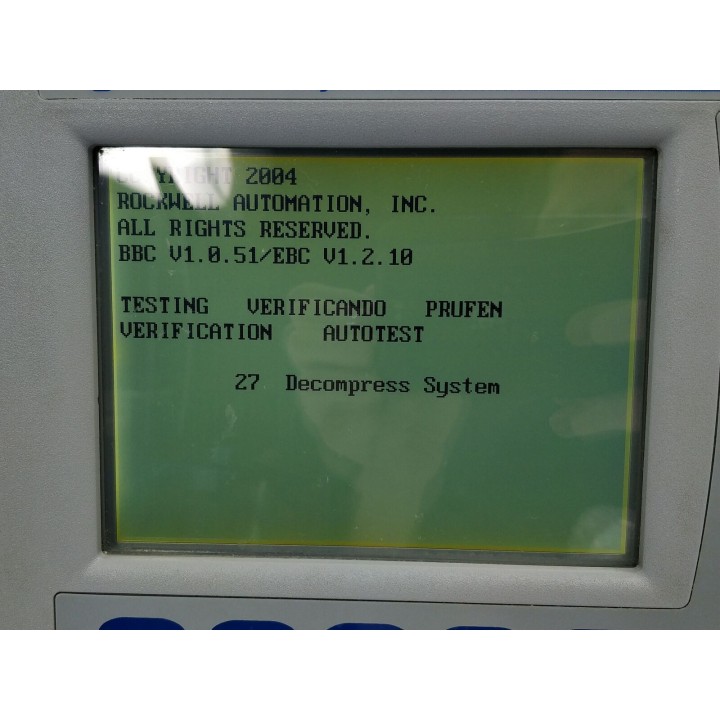 COPYRIGHT 2004
ROCKWELL AUTOMATION, INC.
ALL RIGHTS RESERVED.
BBC V1.0.51/EBC V1.2.10
TESTING VERIFICANDO PRUFEN
VERIFICATION AUTOTEST
27 Decompress System